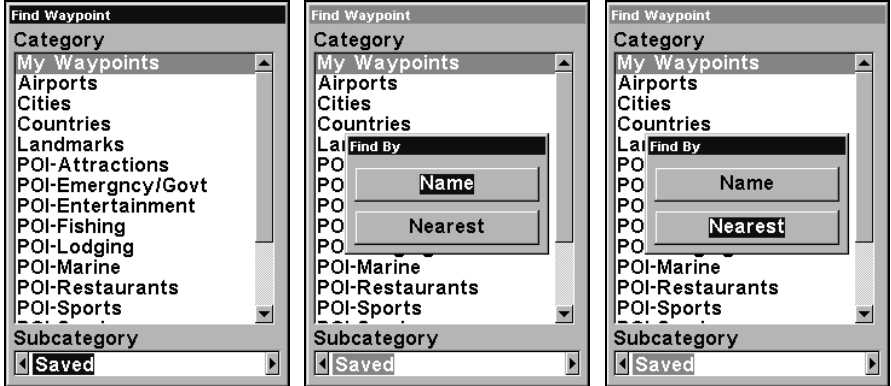 Find Waypoint
Category
My Waypoints
Airports
Cities
Countries
Landmarks
POI-Attractions
POI-Emergncy/Govt
POI-Entertainment
POI-Fishing
POI-Lodging
POI-Marine
POI-Restaurants
POI-Sports
Subcategory
Saved
Find Waypoint
Category
My Waypoints
Airports
Cities
Countries
Find By
Name
Nearest
POI-Marine
POI-Restaurants
POI-Sports
Subcategory
Saved
Find Waypoint
Category
My Waypoints
Airports
Cities
Countries
Find By
Name
Nearest
POI-Marine
POI-Restaurants
POI-Sports
Subcategory
Saved